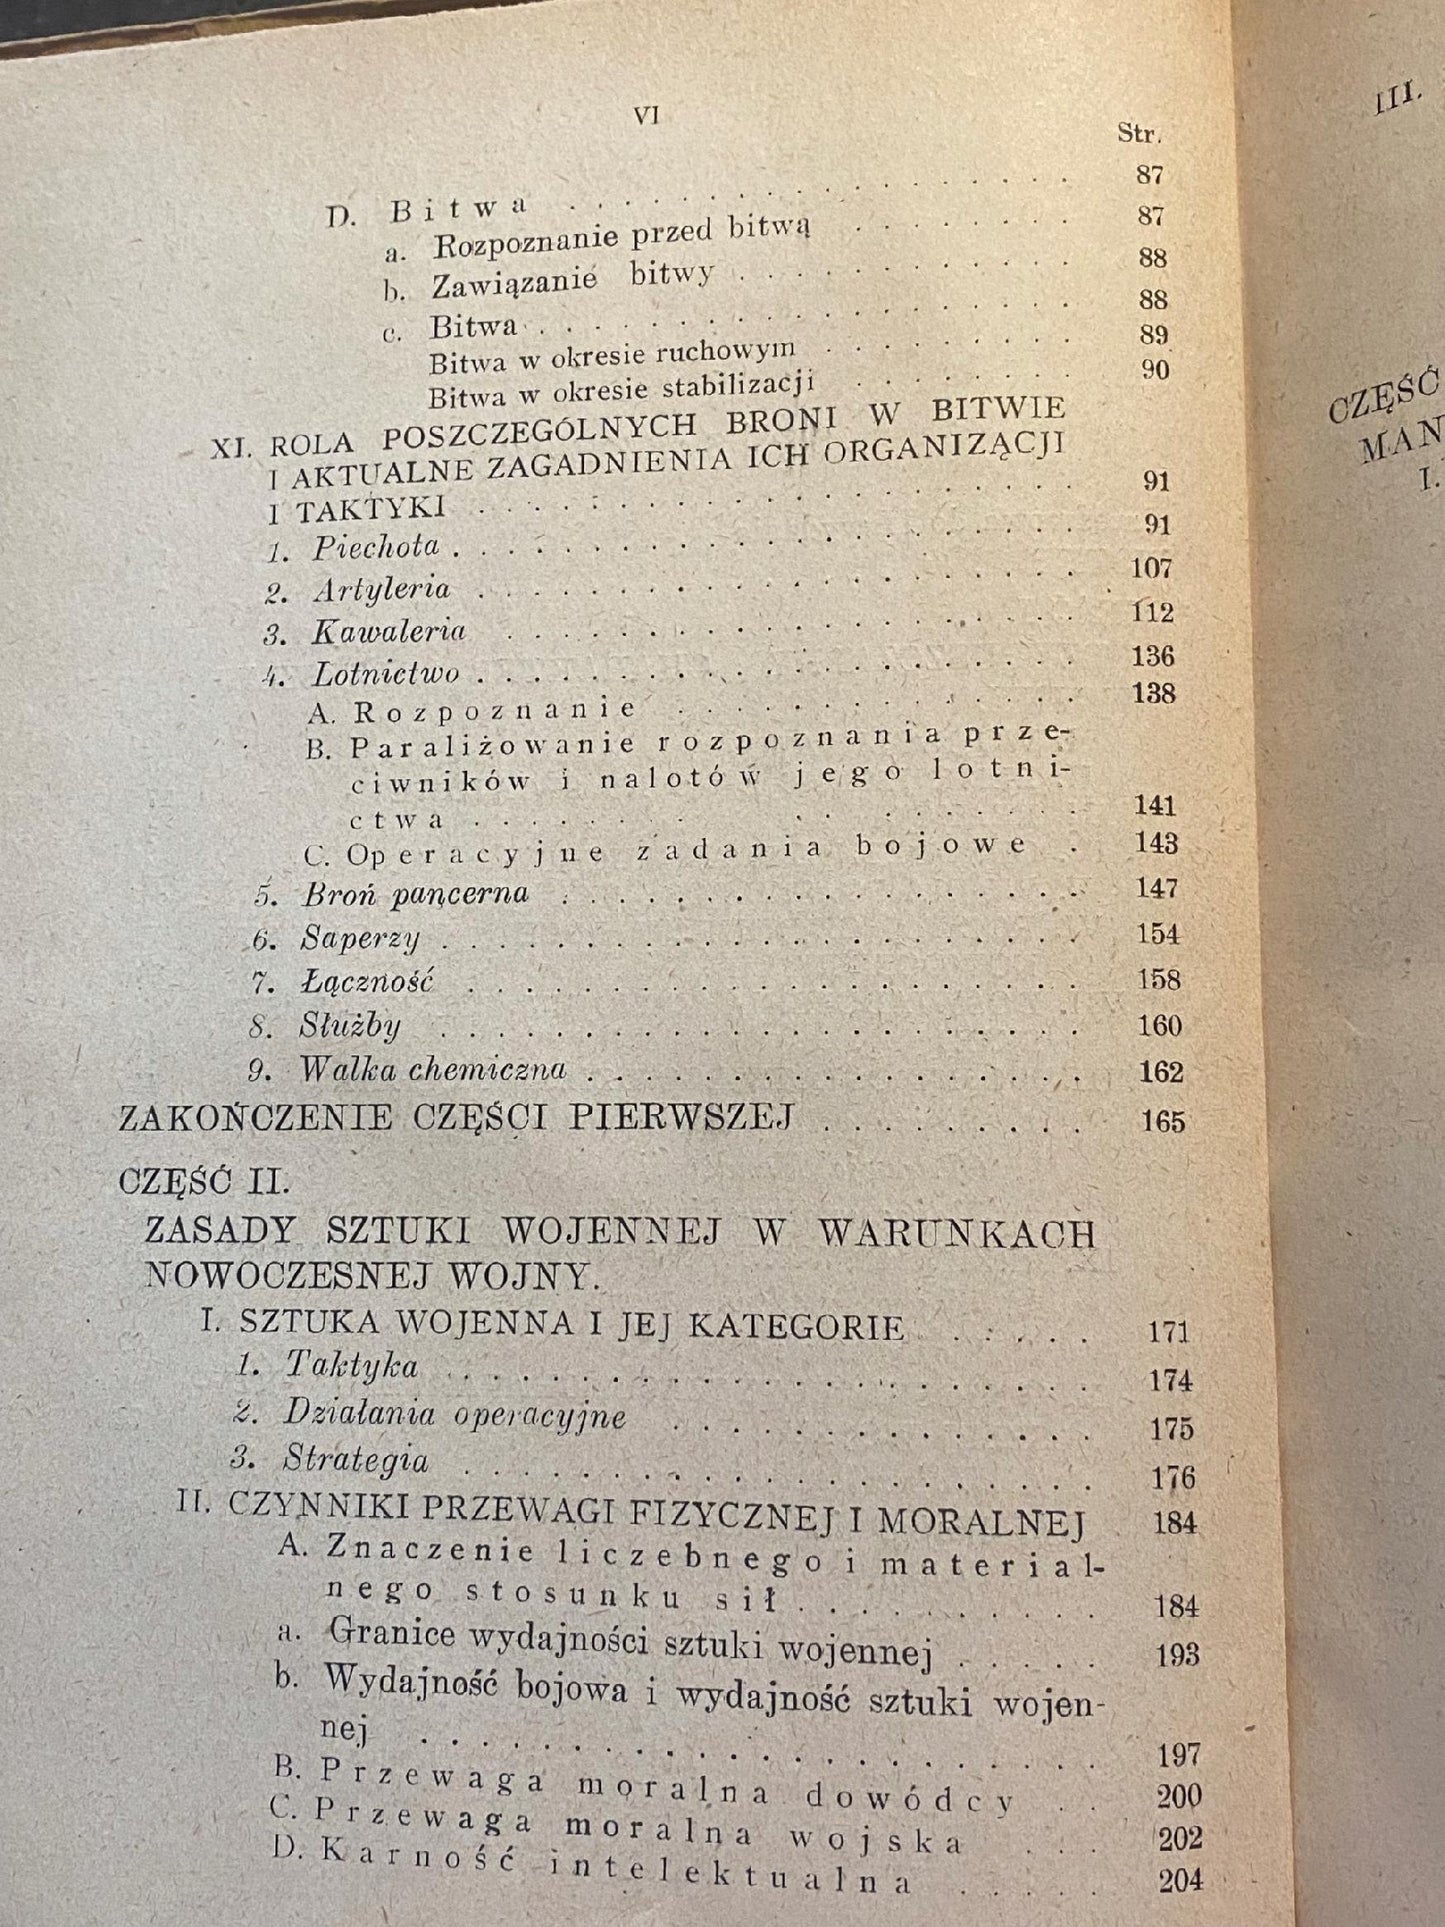 VI
Str.
D. Bitwa . . . . . . . . . . . . 87
a. Rozpoznanie przed bitwą . . . . . . . . 87
b. Zawiązanie bitwy . . . . . . . . . . . 88
c. Bitwa . . . . . . . . . . . . . . . . 88
Bitwa w okresie ruchowym . . . . . . . . 89
Bitwa w okresie stabilizacji . . . . . . . 90
XI. ROLA POSZCZEGÓLNYCH BRONI W BITWIE
I AKTUALNE ZAGADNIENIA ICH ORGANIZĄCJI
I TAKTYKI . . . . . . . . . . . . . . . . 91
1. Piechota . . . . . . . . . . . . . . . . 91
2. Artyleria . . . . . . . . . . . . . . . . 107
3. Kawaleria . . . . . . . . . . . . . . . 112
4. Lotnictwo . . . . . . . . . . . . . . . . 136
A. Rozpoznanie . . . . . . . . . . . 138
B. Paraliżowanie rozpoznania prze-
ciwników i nalotów jego lotni-
ctwa . . . . . . . . . . . . . . . . 141
C. Operacyjne zadania bojowe . 143
5. Broń pancerna . . . . . . . . . . . . . . 147
6. Saperzy . . . . . . . . . . . . . . . . . 154
7. Łączność . . . . . . . . . . . . . . . . 158
8. Służby . . . . . . . . . . . . . . . . . 160
9. Walka chemiczna . . . . . . . . . . . . . 162
ZAKOŃCZENIE CZĘŚCI PIERWSZEJ . . . . . . . . . 165
CZĘŚĆ II.
ZASADY SZTUKI WOJENNEJ W WARUNKACH
NOWOCZESNEJ WOJNY.
I. SZTUKA WOJENNA I JEJ KATEGORIE . . . . . 171
1. Taktyka . . . . . . . . . . . . . . . . . 174
2. Działania operacyjne . . . . . . . . . . . 175
3. Strategia . . . . . . . . . . . . . . . . 176
II. CZYNNIKI PRZEWAGI FIZYCZNEJ I MORALNEJ 184
A. Znaczenie liczebnego i material-
nego stosunku sił . . . . . . . . . . 184
a. Granice wydajności sztuki wojennej . . . . . 193
b. Wydajność bojowa i wydajność sztuki wojen-
nej . . . . . . . . . . . . . . . . . . 197
B. Przewaga moralna dowódcy . . 200
C. Przewaga moralna wojska . . . 202
D. Karność intelektualna . . . . . 204
III.
CZĘŚĆ
MAN
I.